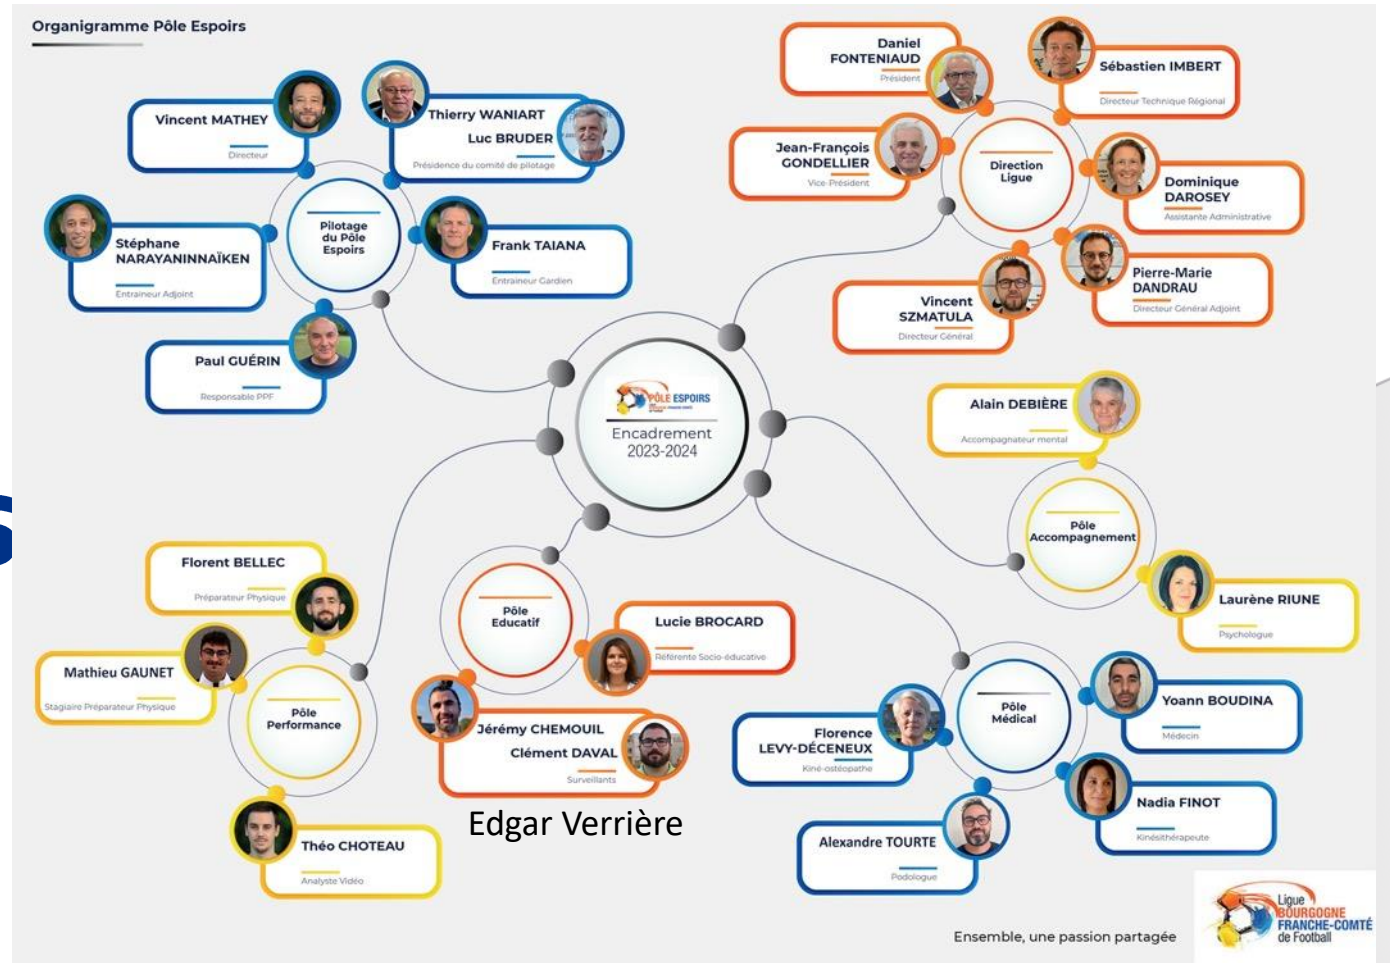 Organigramme Pôle Espoirs
Vincent MATHEY
Directeur
Thierry WANIART
Luc BRUDER
Présidence du comité de pilotage
Stéphane
NARAYANINNAÏKEN
Entraineur Adjoint
Pilotage
du Pôle
Espoirs
Frank TAIANA
Entraineur Gardien
Paul GUÉRIN
Responsable PPF
Daniel
FONTENIAUD
Président
Sébastien IMBERT
Directeur Technique Régional
Jean-François
GONDELLIER
Vice-Président
Direction
Ligue
Dominique
DAROSEY
Assistante Administrative
Vincent
SZMATULA
Directeur Général
Pierre-Marie
DANDRAU
Directeur Général Adjoint
PÔLE ESPOIRS
Encadrement
2023-2024
Alain DEBIÈRE
Accompagnateur mental
Pôle
Accompagnement
Laurène RIUNE
Psychologue
S
Florent BELLEC
Préparateur Physique
Mathieu GAUNET
Stagiaire Préparateur Physique
Pôle
Performance
Théo CHOTEAU
Analyste Vidéo
Pôle
Educatif
Lucie BROCARD
Référente Socio-éducative
Jérémy CHEMOUIL
Clément DAVAL
Surveillants
Edgar Verrière
Florence
LEVY-DÉCENEUX
Kiné-ostéopathe
Pôle
Médical
Yoann BOUDINA
Médecin
Nadia FINOT
Kinésithérapeute
Alexandre TOURTE
Podologue
Ensemble, une passion partagée
Ligue
BOURGOGNE
FRANCHE-COMTÉ
de Football